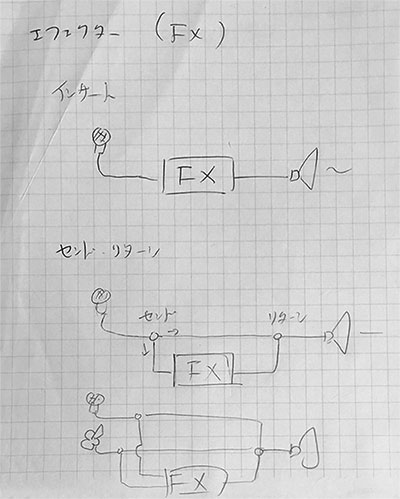 エフェクター (FX)
インサート
FX
センド・リターン
センド リターン
FX
FX